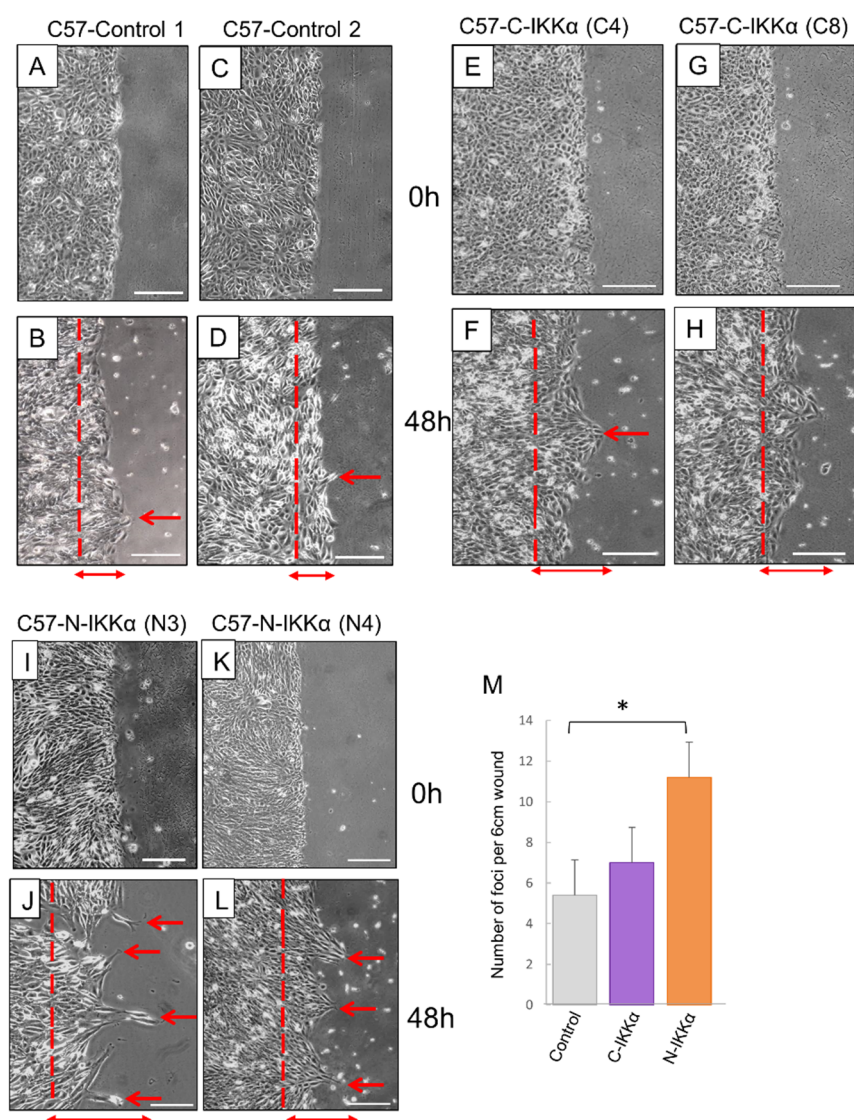 C57-Control 1
C57-Control 2
C57-C-IKKα (C4)
C57-C-IKKα (C8)
A
C
E
G
0h
B
D
F
H
48h
C57-N-IKKα (N3)
C57-N-IKKα (N4)
I
K
0h
J
L
48h
M
*
Number of foci per 6cm wound
14
12
10
8
6
4
2
0
Control
C-IKKα
N-IKKα